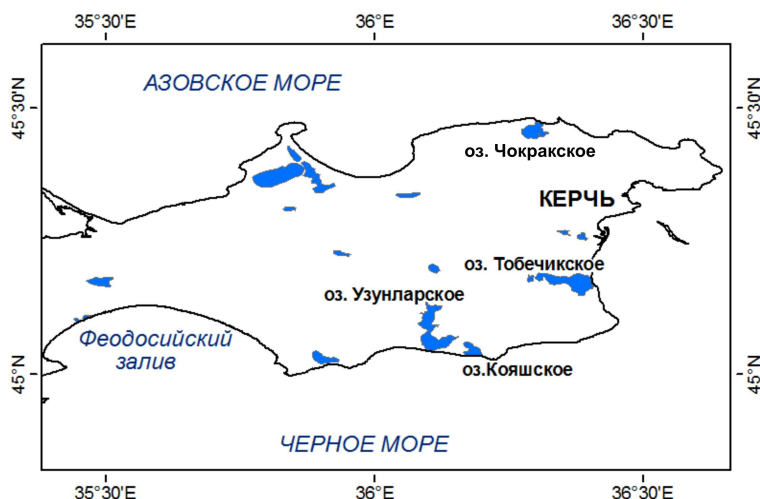 35°30'E 36°E 36°30'E
АЗОВСКОЕ МОРЕ
45°30'N 45°30'N
оз. Чокракское
КЕРЧЬ
оз. Тобечикское
оз. Узунларское
Феодосийский
залив
оз.Кояшское
45°N 45°N
ЧЕРНОЕ МОРЕ
35°30'E 36°E 36°30'E